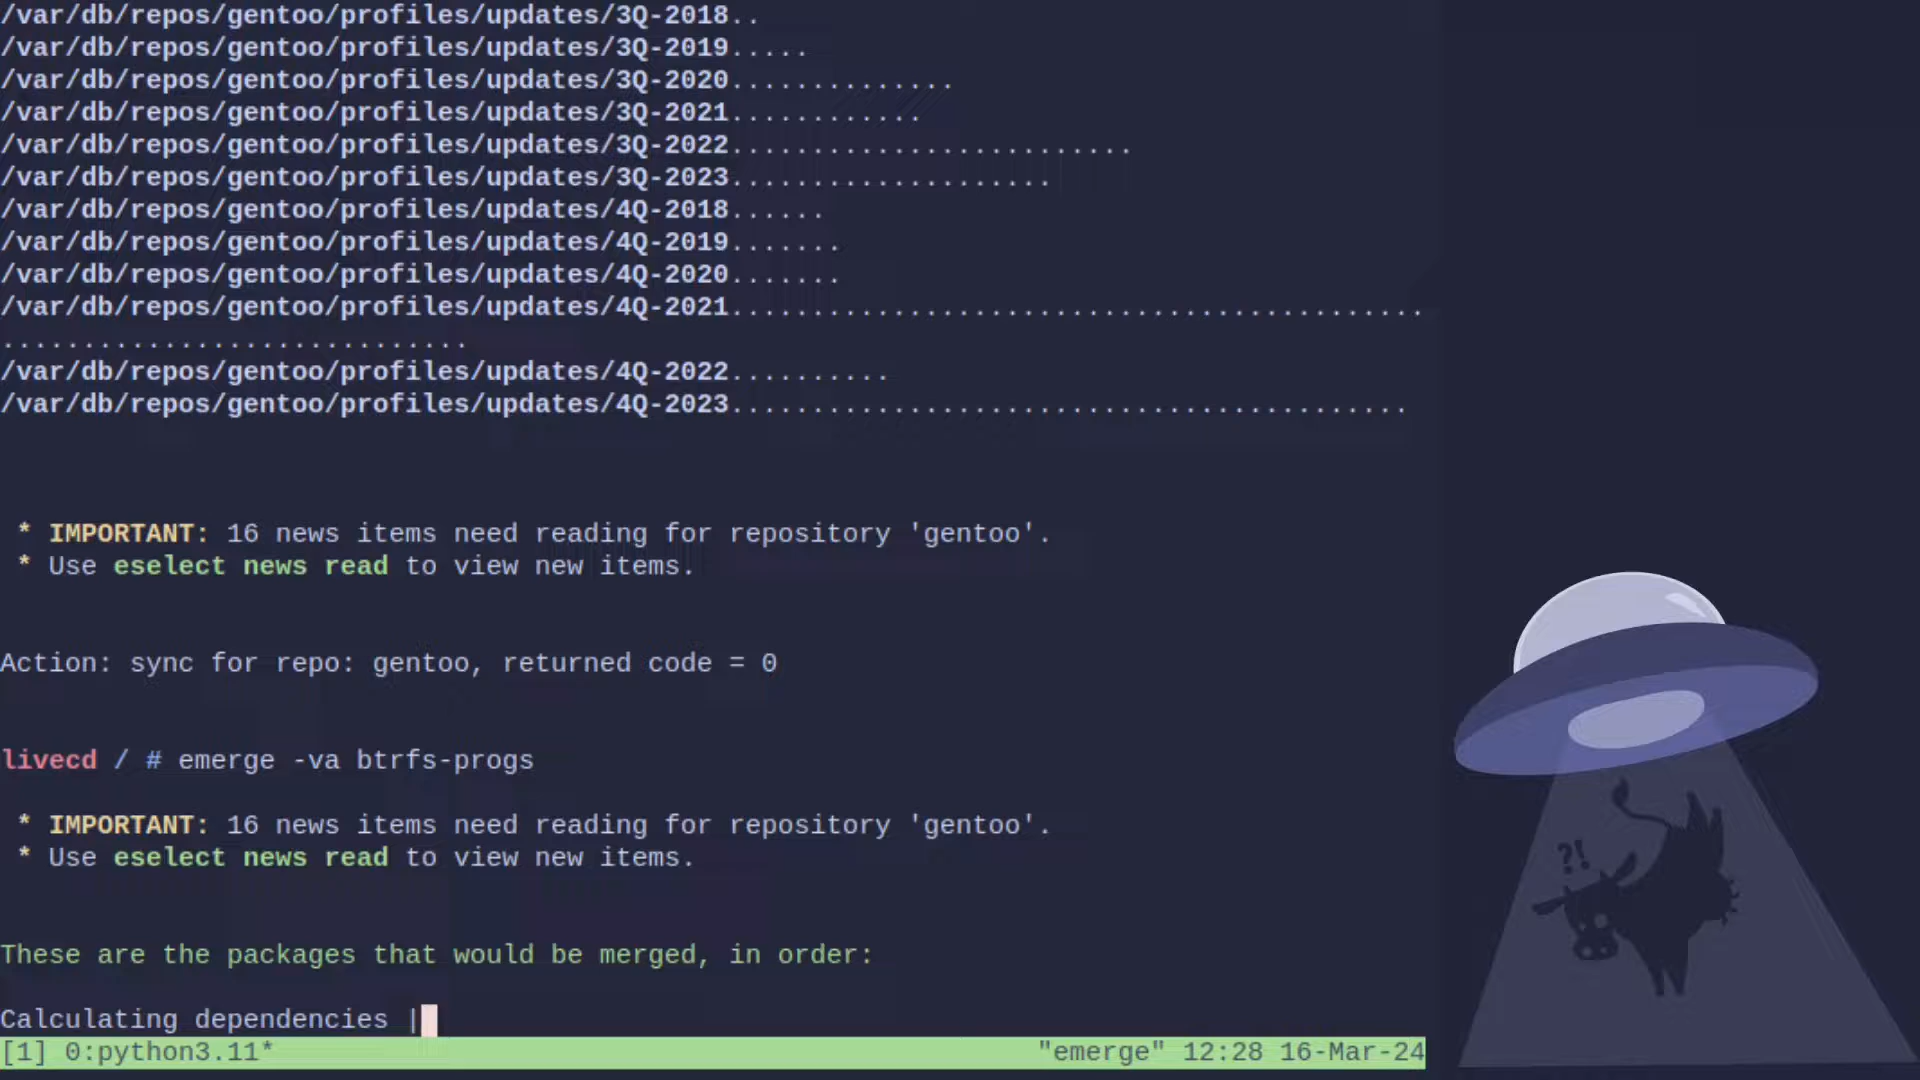 /var/db/repos/gentoo/profiles/updates/3Q-2018..
/var/db/repos/gentoo/profiles/updates/3Q-2019.....
/var/db/repos/gentoo/profiles/updates/3Q-2020..............
/var/db/repos/gentoo/profiles/updates/3Q-2021............
/var/db/repos/gentoo/profiles/updates/3Q-2022.........................
/var/db/repos/gentoo/profiles/updates/3Q-2023....................
/var/db/repos/gentoo/profiles/updates/4Q-2018......
/var/db/repos/gentoo/profiles/updates/4Q-2019.......
/var/db/repos/gentoo/profiles/updates/4Q-2020.......
/var/db/repos/gentoo/profiles/updates/4Q-2021...........................................
.............................
/var/db/repos/gentoo/profiles/updates/4Q-2022..........
/var/db/repos/gentoo/profiles/updates/4Q-2023..........................................
* IMPORTANT: 16 news items need reading for repository 'gentoo'.
* Use eselect news read to view new items.
Action: sync for repo: gentoo, returned code = 0
livecd / # emerge -va btrfs-progs
* IMPORTANT: 16 news items need reading for repository 'gentoo'.
* Use eselect news read to view new items.
These are the packages that would be merged, in order:
Calculating dependencies |
[1] 0:python3.11* "emerge" 12:28 16-Mar-24
?!